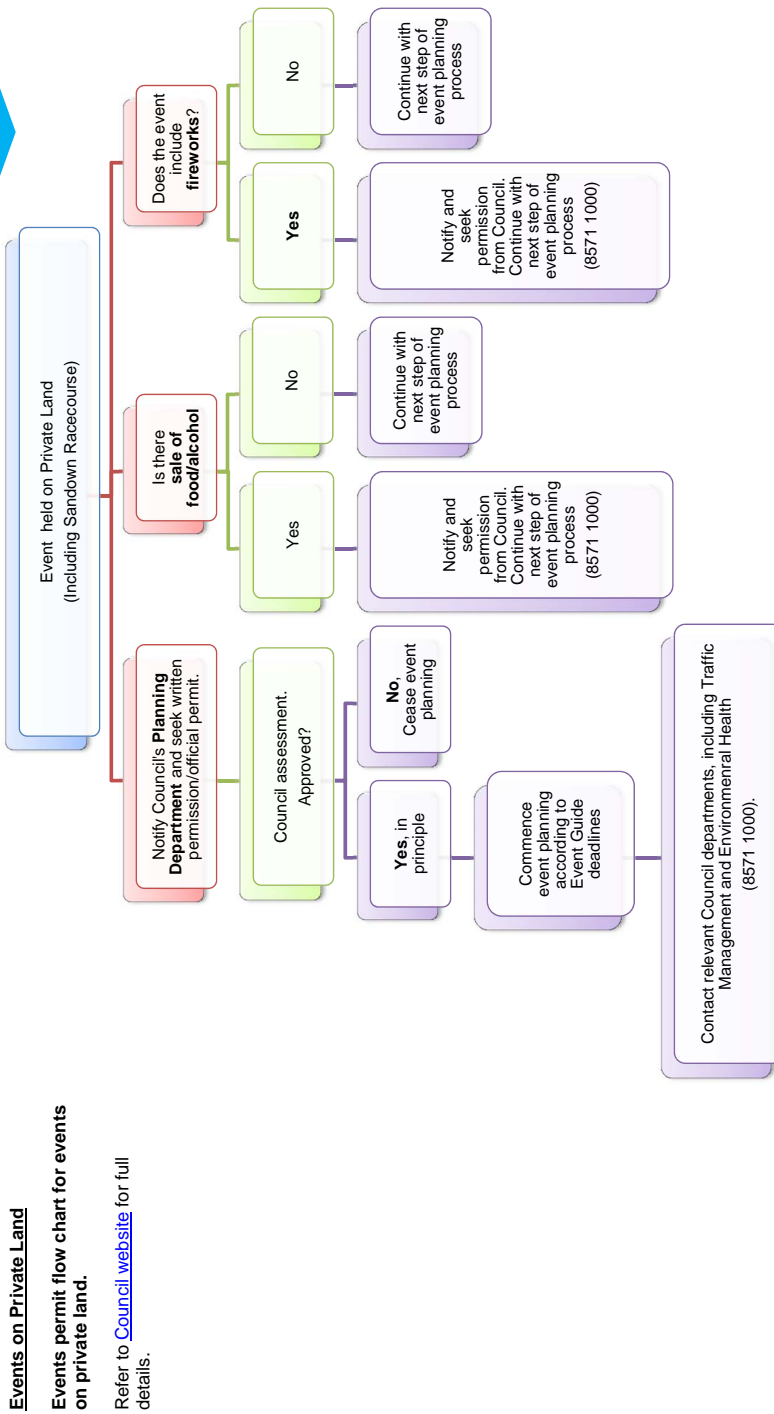 Events on Private Land
Events permit flow chart for events
on private land.
Refer to Council website for full
details.
Event held on Private Land
(Including Sandown Racecourse)
Notify Council's Planning
Department and seek written
permission/official permit.
Council assessment.
Approved?
Yes, in
principle
Commence
event planning
according to
Event Guide
deadlines
Contact relevant Council departments, including Traffic
Management and Environmenral Health
(8571 1000).
No,
Cease event
planning
Is there
sale of
food/alcohol
Yes
Notify and
seek
permission
from Council.
Continue with
next step of
event planning
process
(8571 1000)
No
Continue with
next step of
event planning
process
Does the event
include
fireworks?
Yes
Notify and
seek
permission
from Council.
Continue with
next step of
event planning
process
(8571 1000)
No
Continue with
next step of
event planning
process